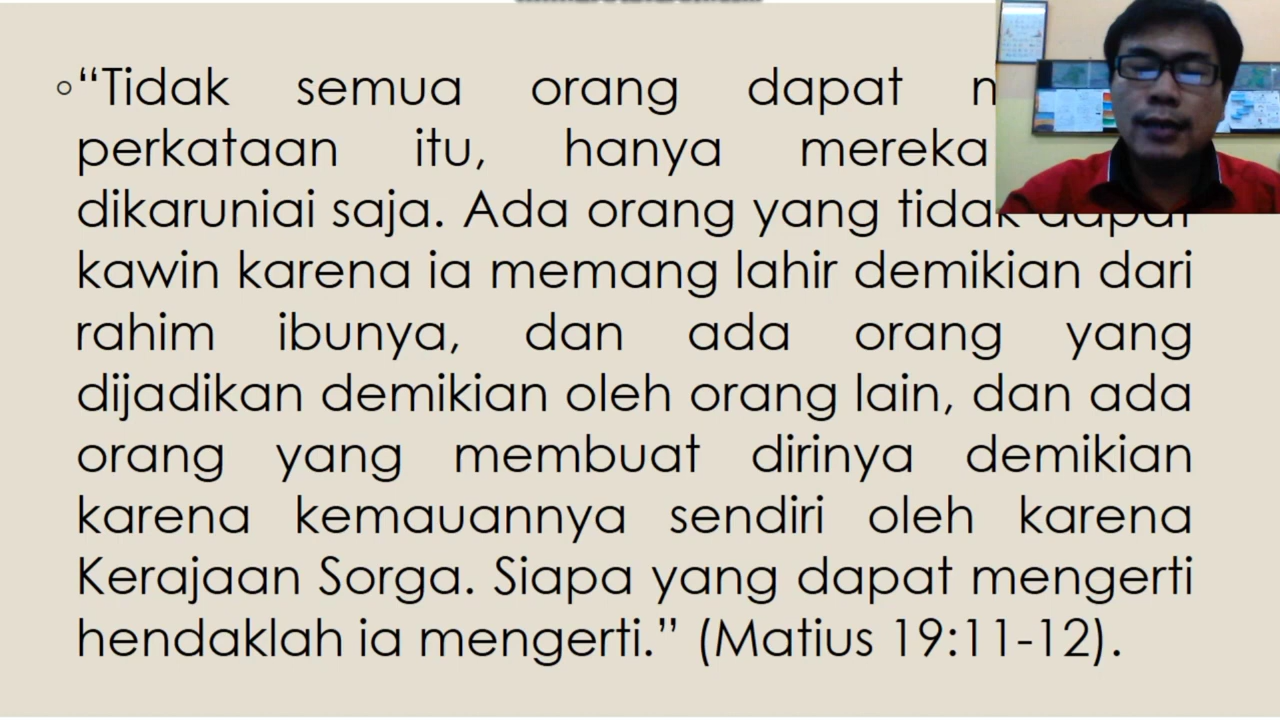 “Tidak semua orang dapat
perkataan itu, hanya mereka
dikaruniai saja. Ada orang yang tidak dapat
kawin karena ia memang lahir demikian dari
rahim ibunya, dan ada orang yang
dijadikan demikian oleh orang lain, dan ada
orang yang membuat dirinya demikian
karena kemauannya sendiri oleh karena
Kerajaan Sorga. Siapa yang dapat mengerti
hendaklah ia mengerti.” (Matius 19:11-12).